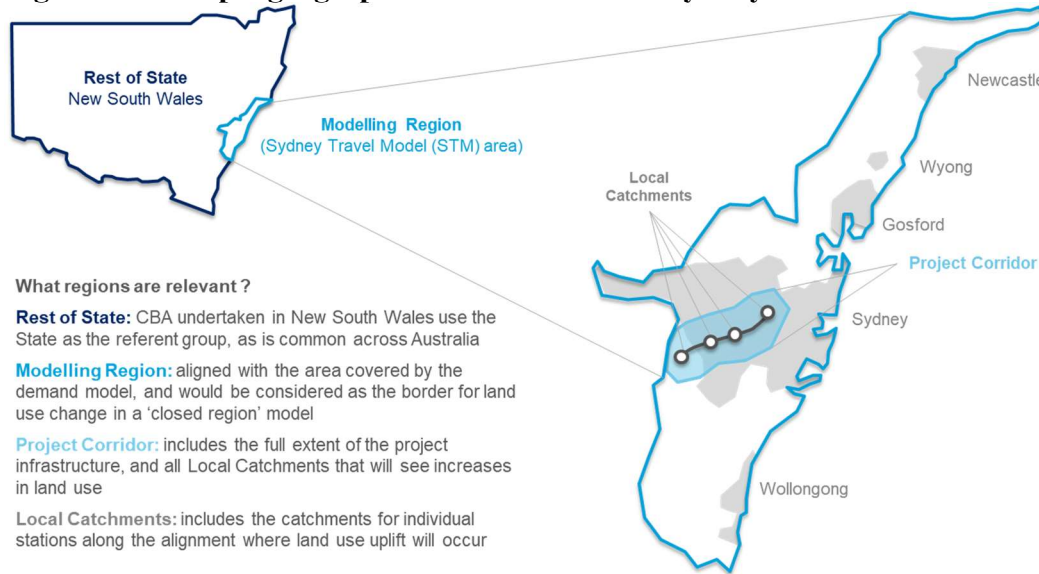 Rest of State
New South Wales
Modelling Region
(Sydney Travel Model (STM) area)
Newcastle
Wyong
Local
Catchments
Gosford
Project Corridor
Sydney
Wollongong
What regions are relevant ?
Rest of State: CBA undertaken in New South Wales use the
State as the referent group, as is common across Australia
Modelling Region: aligned with the area covered by the
demand model, and would be considered as the border for land
use change in a ‘closed region’ model
Project Corridor: includes the full extent of the project
infrastructure, and all Local Catchments that will see increases
in land use
Local Catchments: includes the catchments for individual
stations along the alignment where land use uplift will occur